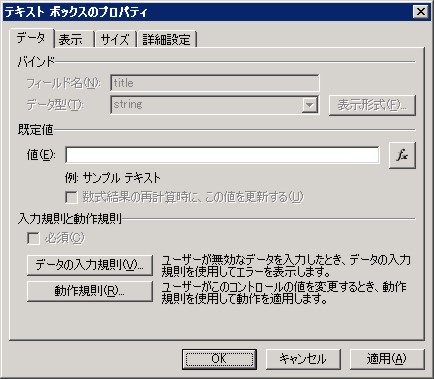 テキスト ボックスのプロパティ
データ 表示 サイズ 詳細設定
バインド
フィールド名(N): title
データ型(T): string 表示形式(F)...
既定値
値(E): fx
例: サンプル テキスト
数式結果の再計算時に、この値を更新する(U)
入力規則と動作規則
必須(C)
データの入力規則(V)... ユーザーが無効なデータを入力したとき、データの入力
規則を使用してエラーを表示します。
動作規則(R)... ユーザーがこのコントロールの値を変更するとき、動作
規則を使用して動作を適用します。
OK キャンセル 適用(A)